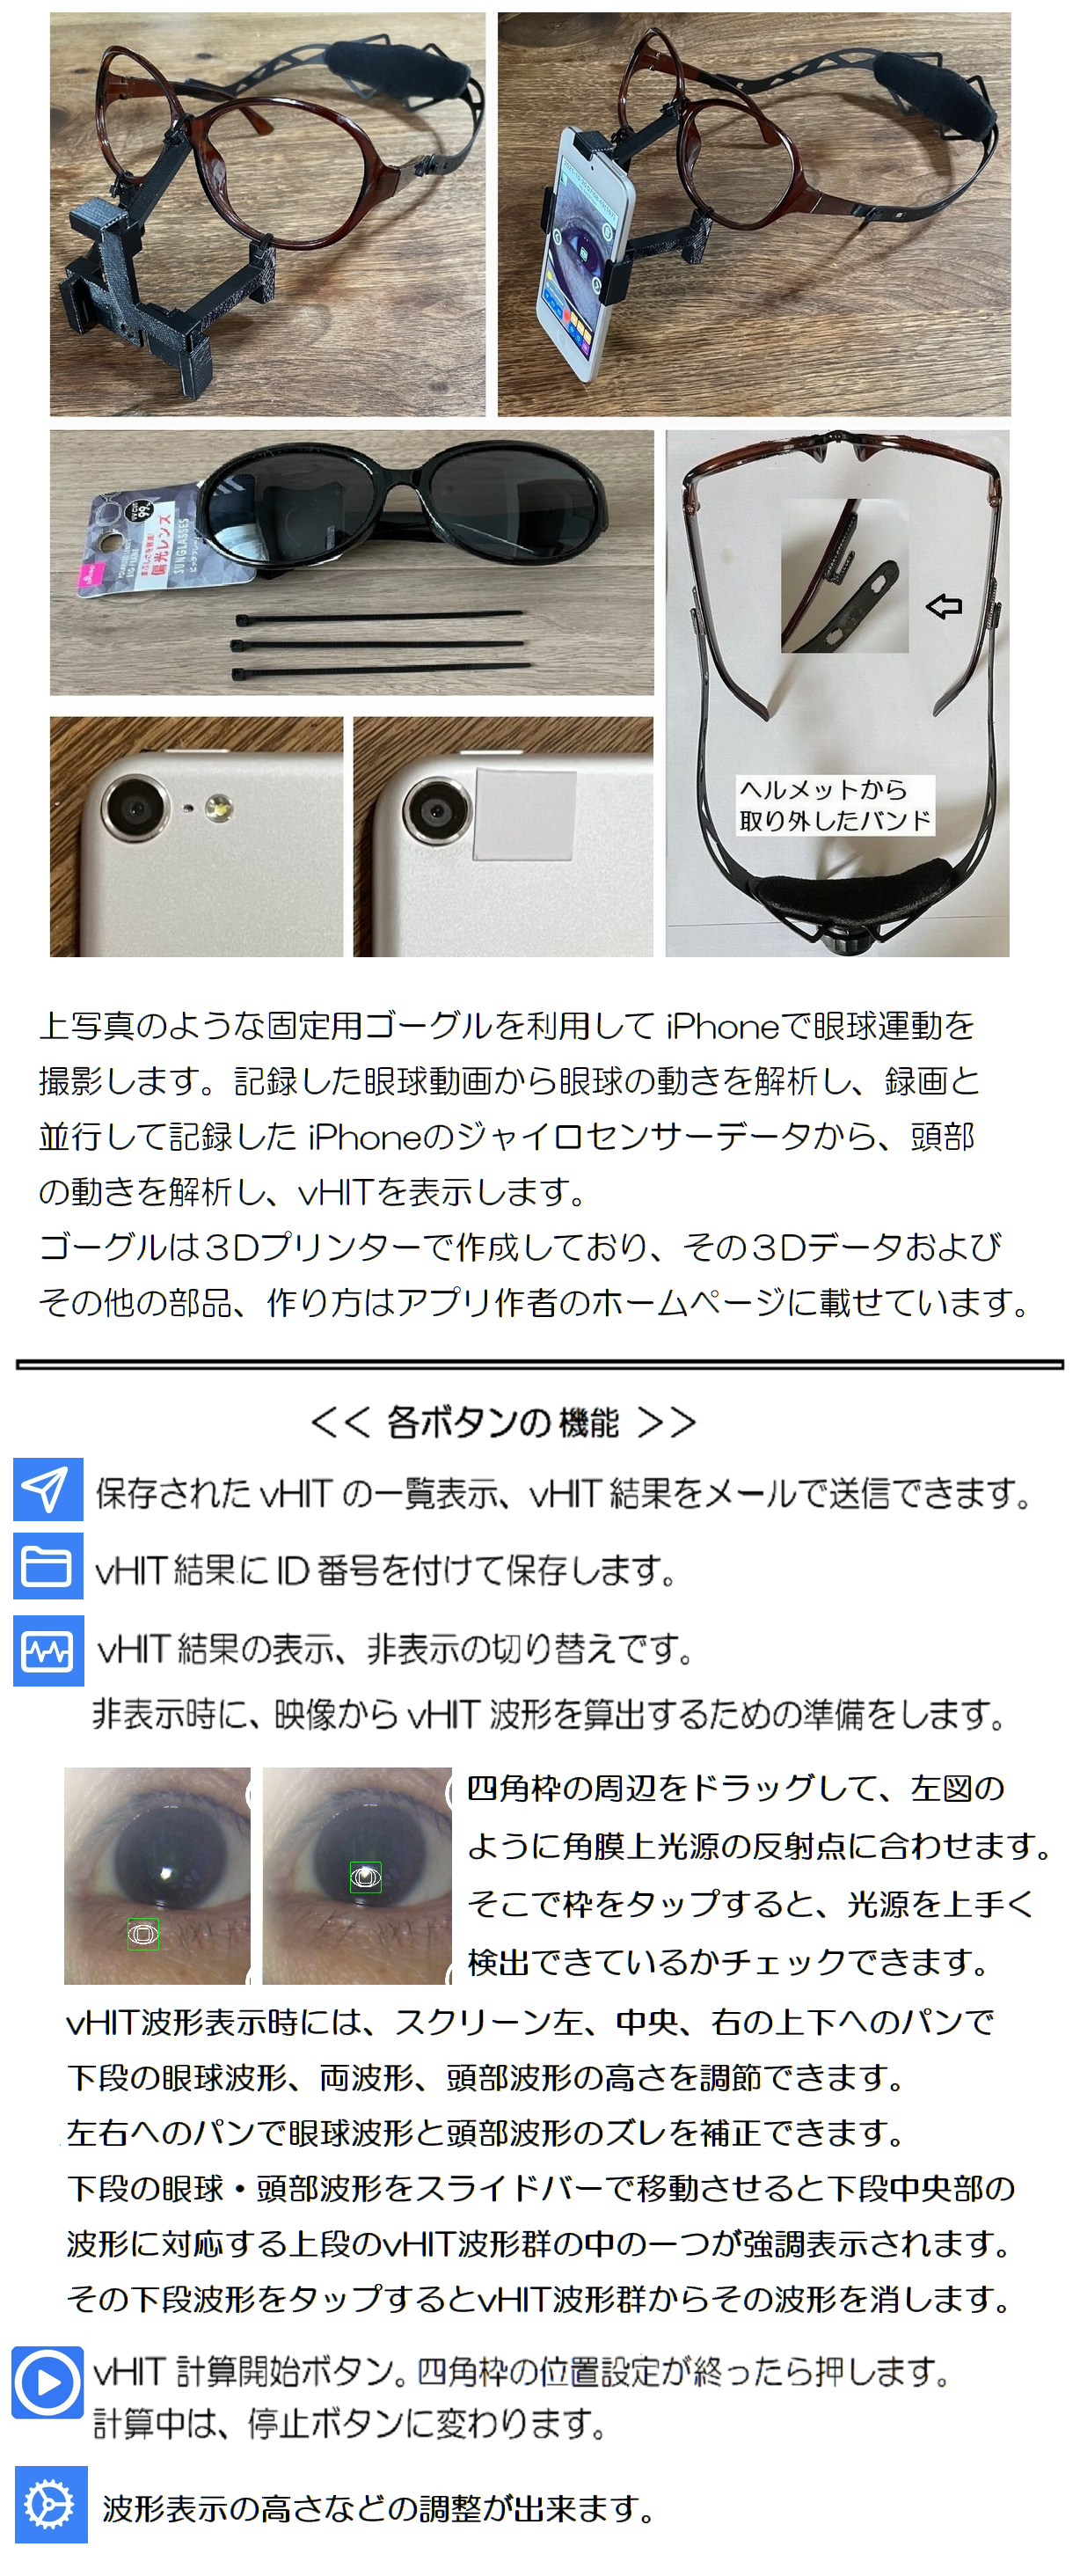 UV CUT
99%
偏光レンズ
SUNGLASSES
ヘルメットから
取り外したバンド
上写真のような固定用ゴーグルを利用して iPhoneで眼球運動を
撮影します。記録した眼球動画から眼球の動きを解析し、録画と
並行して記録した iPhoneのジャイロセンサーデータから、頭部
の動きを解析し、vHITを表示します。
ゴーグルは３Dプリンターで作成しており、その３Dデータおよび
その他の部品、作り方はアプリ作者のホームページに載せています。
<< 各ボタンの機能 >>
保存された vHIT の一覧表示、vHIT 結果をメールで送信できます。
vHIT 結果に ID 番号を付けて保存します。
vHIT 結果の表示、非表示の切り替えです。
非表示時に、映像から vHIT 波形を算出するための準備をします。
四角枠の周辺をドラッグして、左図の
ように角膜上光源の反射点に合わせます。
そこで枠をタップすると、光源を上手く
検出できているかチェックできます。
vHIT波形表示時には、スクリーン左、中央、右の上下へのパンで
下段の眼球波形、両波形、頭部波形の高さを調節できます。
左右へのパンで眼球波形と頭部波形のズレを補正できます。
下段の眼球・頭部波形をスライドバーで移動させると下段中央部の
波形に対応する上段のvHIT波形群の中の一つが強調表示されます。
その下段波形をタップするとvHIT波形群からその波形を消します。
vHIT 計算開始ボタン。四角枠の位置設定が終ったら押します。
計算中は、停止ボタンに変わります。
波形表示の高さなどの調整が出来ます。